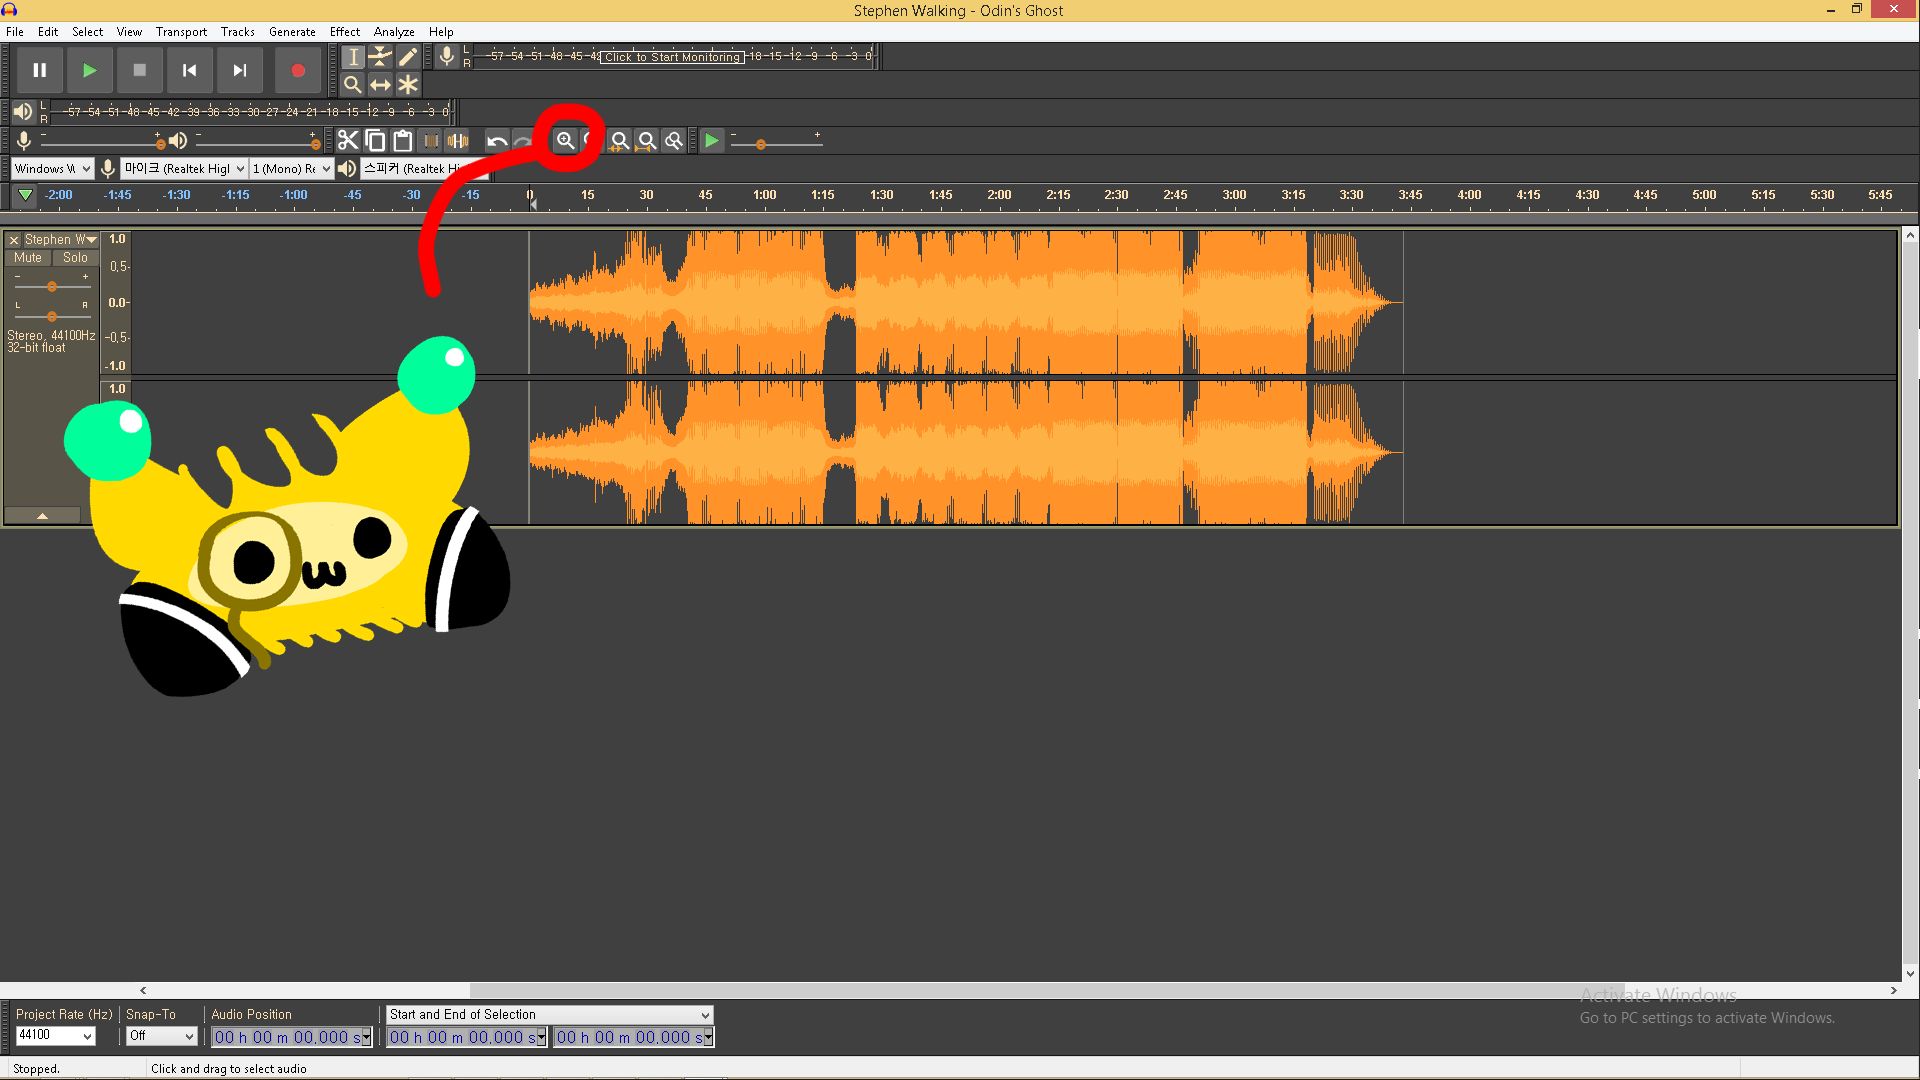 Stephen Walking - Odin's Ghost
File Edit Select View Transport Tracks Generate Effect Analyze Help
L
R
-57-54-51-48-45-42 Click to Start Monitoring -18-15-12 -9 -6 -3 0
L
R
-57-54-51-48-45-42-39-36-33-30-27-24-21-18-15-12 -9 -6 -3 0
마이크 (Realtek Higl 1 (Mono) Re 스피커 (Realtek
-2:00 -1:45 -1:30 -1:15 -1:00 -45 -30 -15 0 15 30 45 1:00 1:15 1:30 1:45 2:00 2:15 2:30 2:45 3:00 3:15 3:30 3:45 4:00 4:15 4:30 4:45 5:00 5:15 5:30 5:45
Stephen W
Mute Solo
- +
L R
Stereo, 44100Hz
32-bit float
1.0
0,5-
0.0-
-0,5-
-1.0
1.0
Activate Windows
Go to PC settings to activate Windows.
Project Rate (Hz) Snap-To Audio Position Start and End of Selection
44100 Off 00 h 00 m 00,000 s 00 h 00 m 00,000 s 00 h 00 m 00,000 s
Stopped. Click and drag to select audio